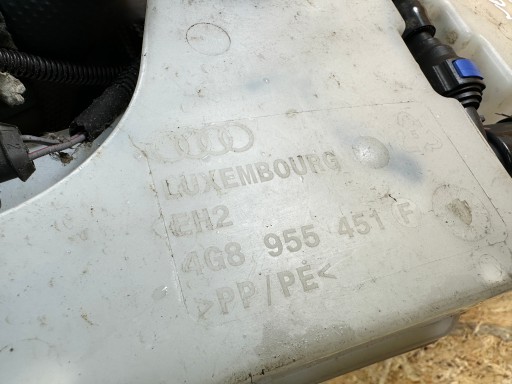 LUXEMBOURG
EH2
4G8 955 451 F
>PP/PE<